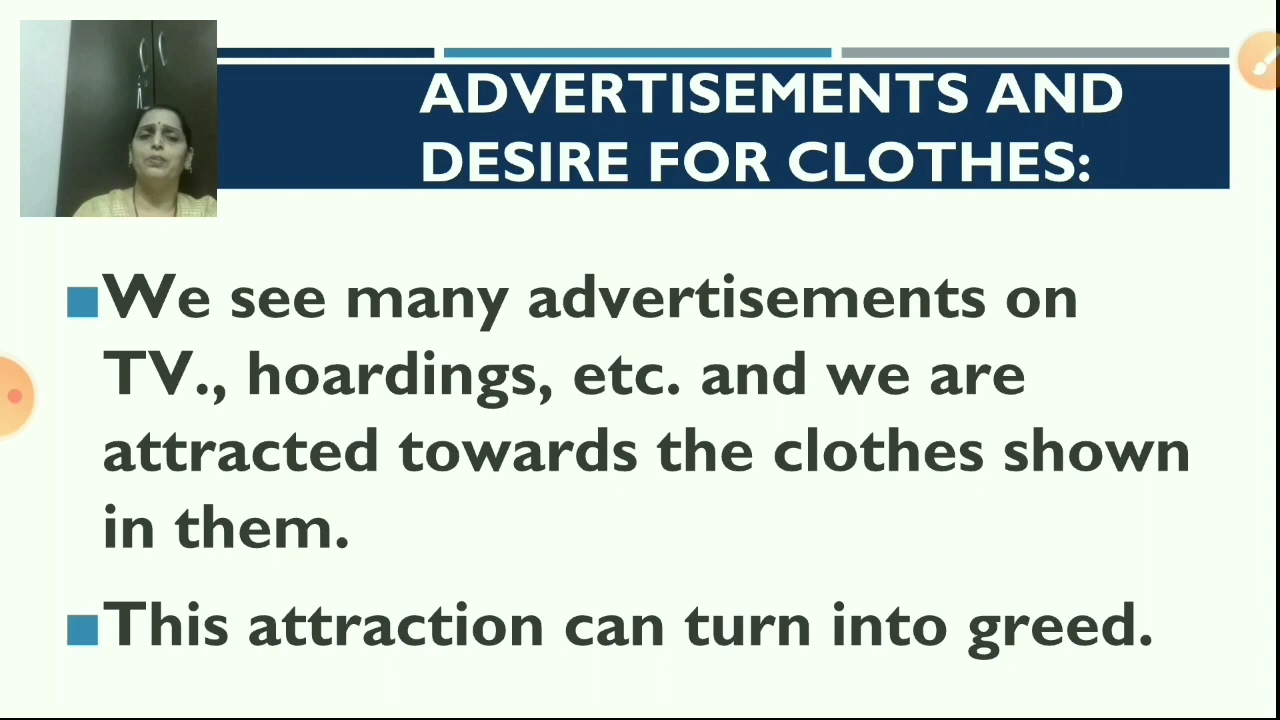 ADVERTISEMENTS AND
DESIRE FOR CLOTHES:
We see many advertisements on
TV., hoardings, etc. and we are
attracted towards the clothes shown
in them.
This attraction can turn into greed.